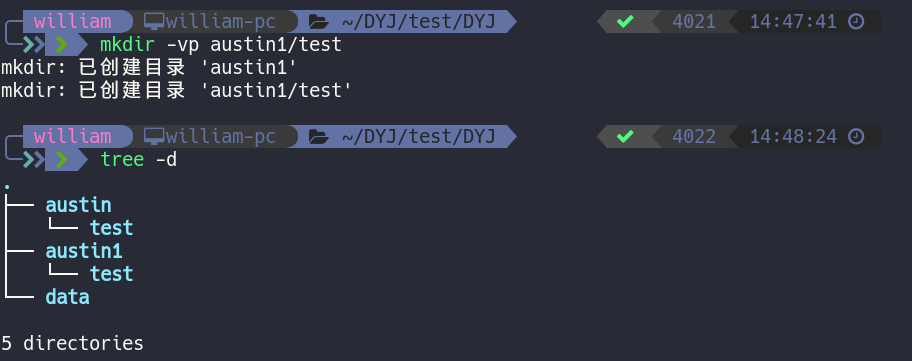 william william-pc ~/DYJ/test/DYJ 4021 14:47:41
mkdir -vp austin1/test
mkdir: 已创建目录 'austin1'
mkdir: 已创建目录 'austin1/test'
william william-pc ~/DYJ/test/DYJ 4022 14:48:24
tree -d
.
├── austin
│   └── test
├── austin1
│   └── test
└── data
5 directories